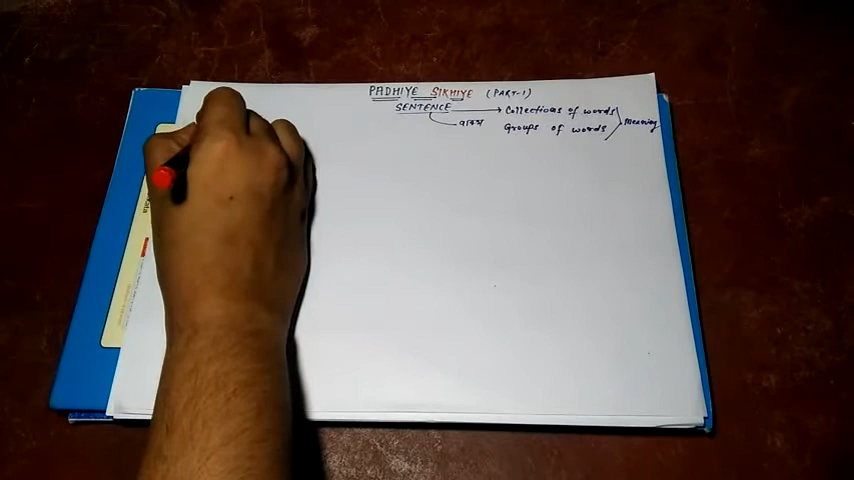 PADHIYE SIKHIYE (PART-1)
SENTENCE → Collections of words
वाक्य Groups of words Meaning